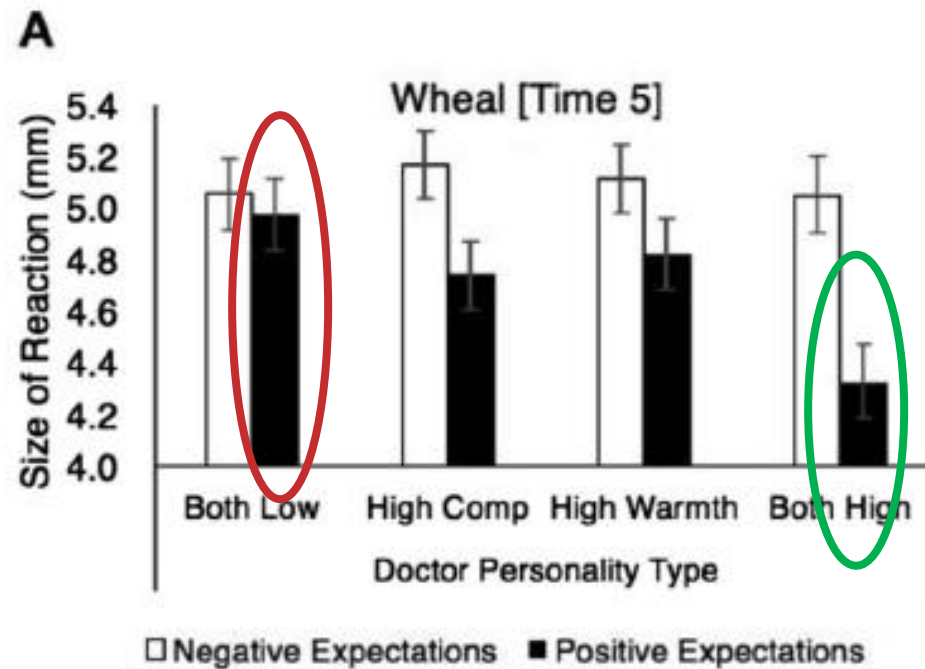 A
Wheal [Time 5]
Size of Reaction (mm)
5.4
5.2
5.0
4.8
4.6
4.4
4.2
4.0
Both Low High Comp High Warmth Both High
Doctor Personality Type
Negative Expectations Positive Expectations